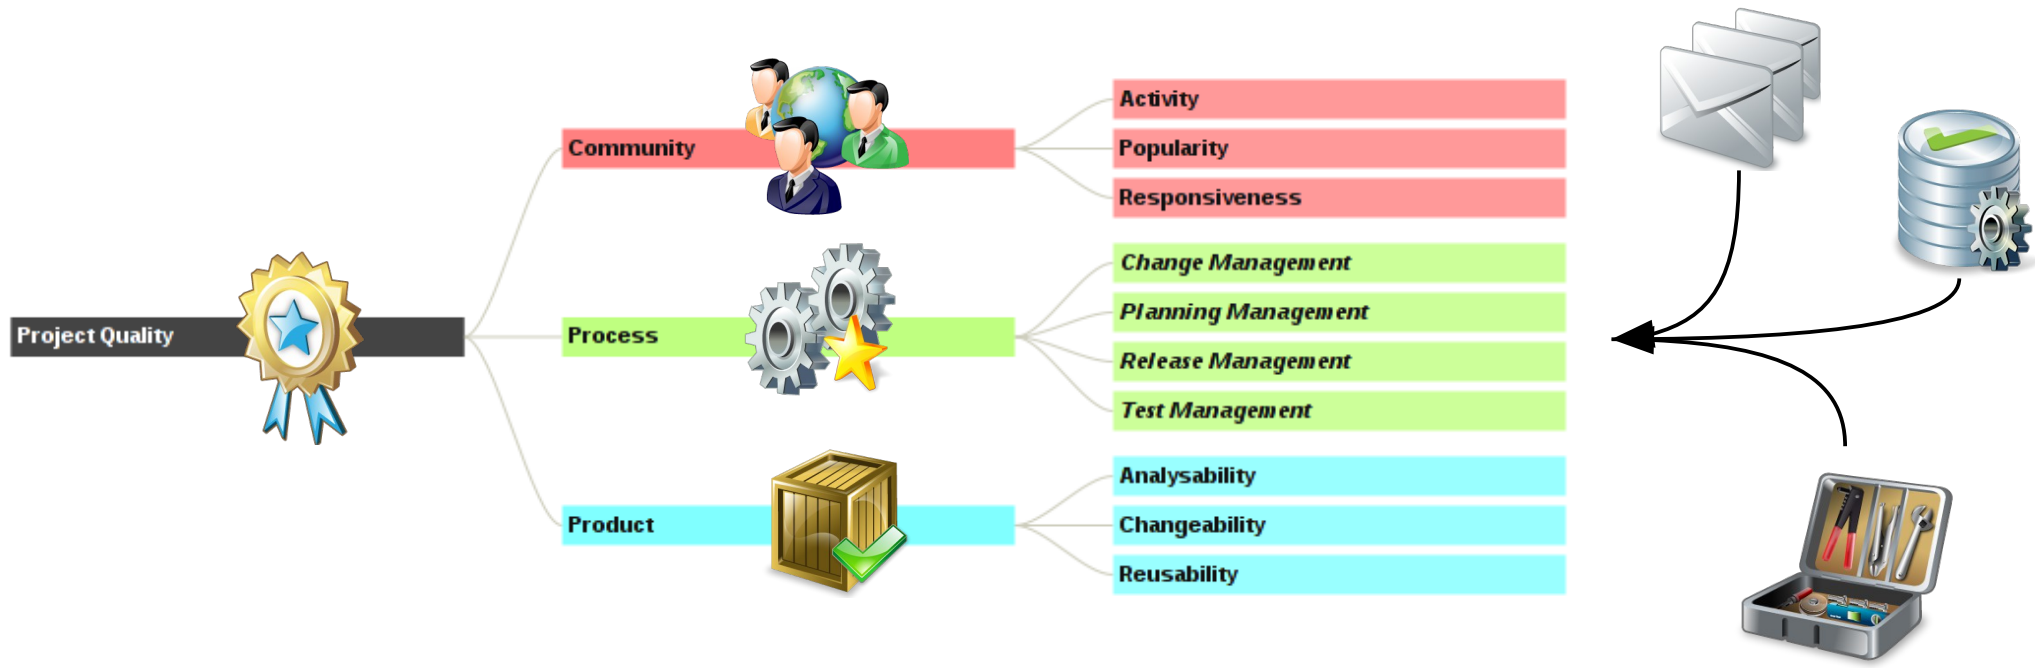 Project Quality
Community
Activity
Popularity
Responsiveness
Process
Change Management
Planning Management
Release Management
Test Management
Product
Analysability
Changeability
Reusability